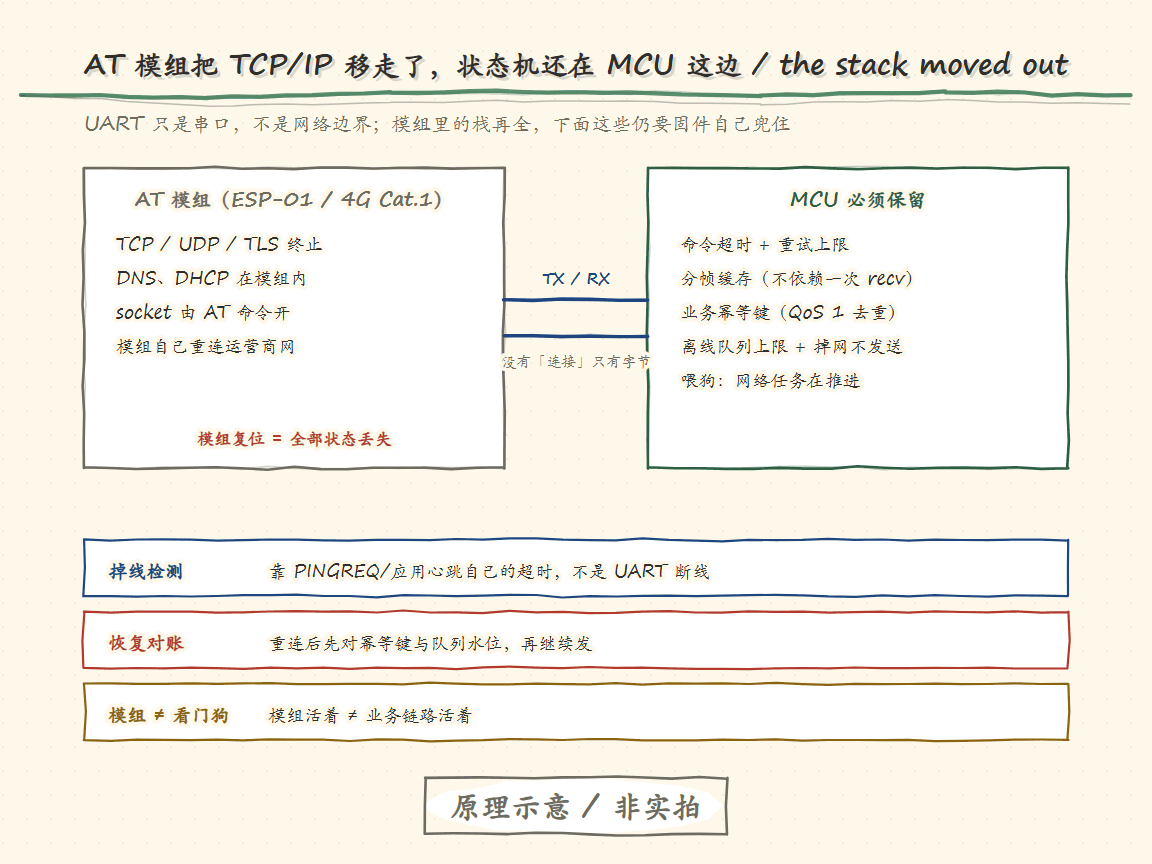 AT 模组把 TCP/IP 移走了，状态机还在 MCU 这边 / the stack moved out
UART 只是串口，不是网络边界；模组里的栈再全，下面这些仍要固件自己兜住
AT 模组（ESP-01 / 4G Cat.1）
TCP / UDP / TLS 终止
DNS、DHCP 在模组内
socket 由 AT 命令开
模组自己重连运营商网
模组复位 = 全部状态丢失
TX / RX
没有「连接」只有字节
MCU 必须保留
命令超时 + 重试上限
分帧缓存（不依赖一次 recv）
业务幂等键（QoS 1 去重）
离线队列上限 + 掉网不发送
喂狗：网络任务在推进
掉线检测 靠 PINGREQ/应用心跳自己的超时，不是 UART 断线
恢复对账 重连后先对幂等键与队列水位，再继续发
模组 ≠ 看门狗 模组活着 ≠ 业务链路活着
原理示意 / 非实拍